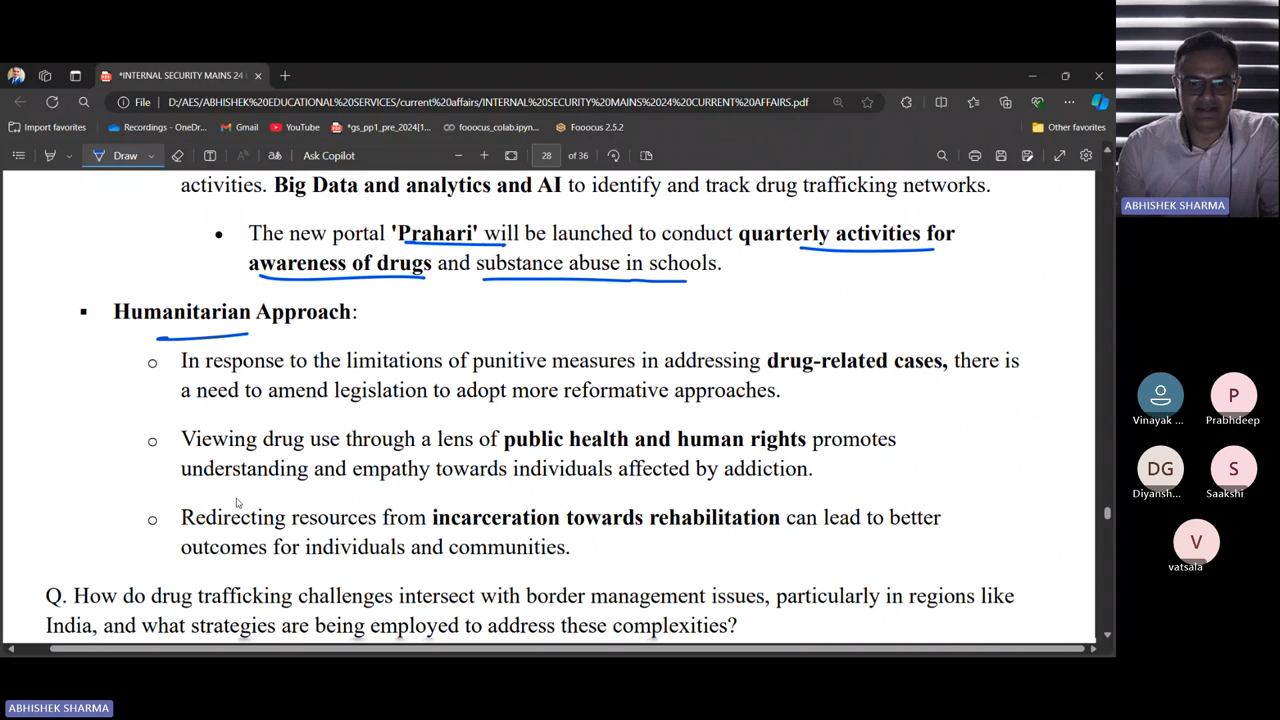 *INTERNAL SECURITY MAINS 24
File
D:/AES/ABHISHEK%20EDUCATIONAL%20SERVICES/current%20affairs/INTERNAL%20SECURITY%20MAINS%202024%20CURRENT%20AFFAIRS.pdf
Import favorites
Recordings - OneDr...
Gmail
YouTube
*gs_pp1_pre_2024[1...
fooocus_colab.ipyn...
Fooocus 2.5.2
Other favorites
Draw
Ask Copilot
28 of 36
activities. Big Data and analytics and AI to identify and track drug trafficking networks.
• The new portal 'Prahari' will be launched to conduct quarterly activities for
awareness of drugs and substance abuse in schools.
▪ Humanitarian Approach:
o In response to the limitations of punitive measures in addressing drug-related cases, there is
a need to amend legislation to adopt more reformative approaches.
o Viewing drug use through a lens of public health and human rights promotes
understanding and empathy towards individuals affected by addiction.
o Redirecting resources from incarceration towards rehabilitation can lead to better
outcomes for individuals and communities.
Q. How do drug trafficking challenges intersect with border management issues, particularly in regions like
India, and what strategies are being employed to address these complexities?
ABHISHEK SHARMA
Vinayak ...
P
Prabhdeep
DG
Diyansh...
S
Saakshi
V
vatsala
ABHISHEK SHARMA